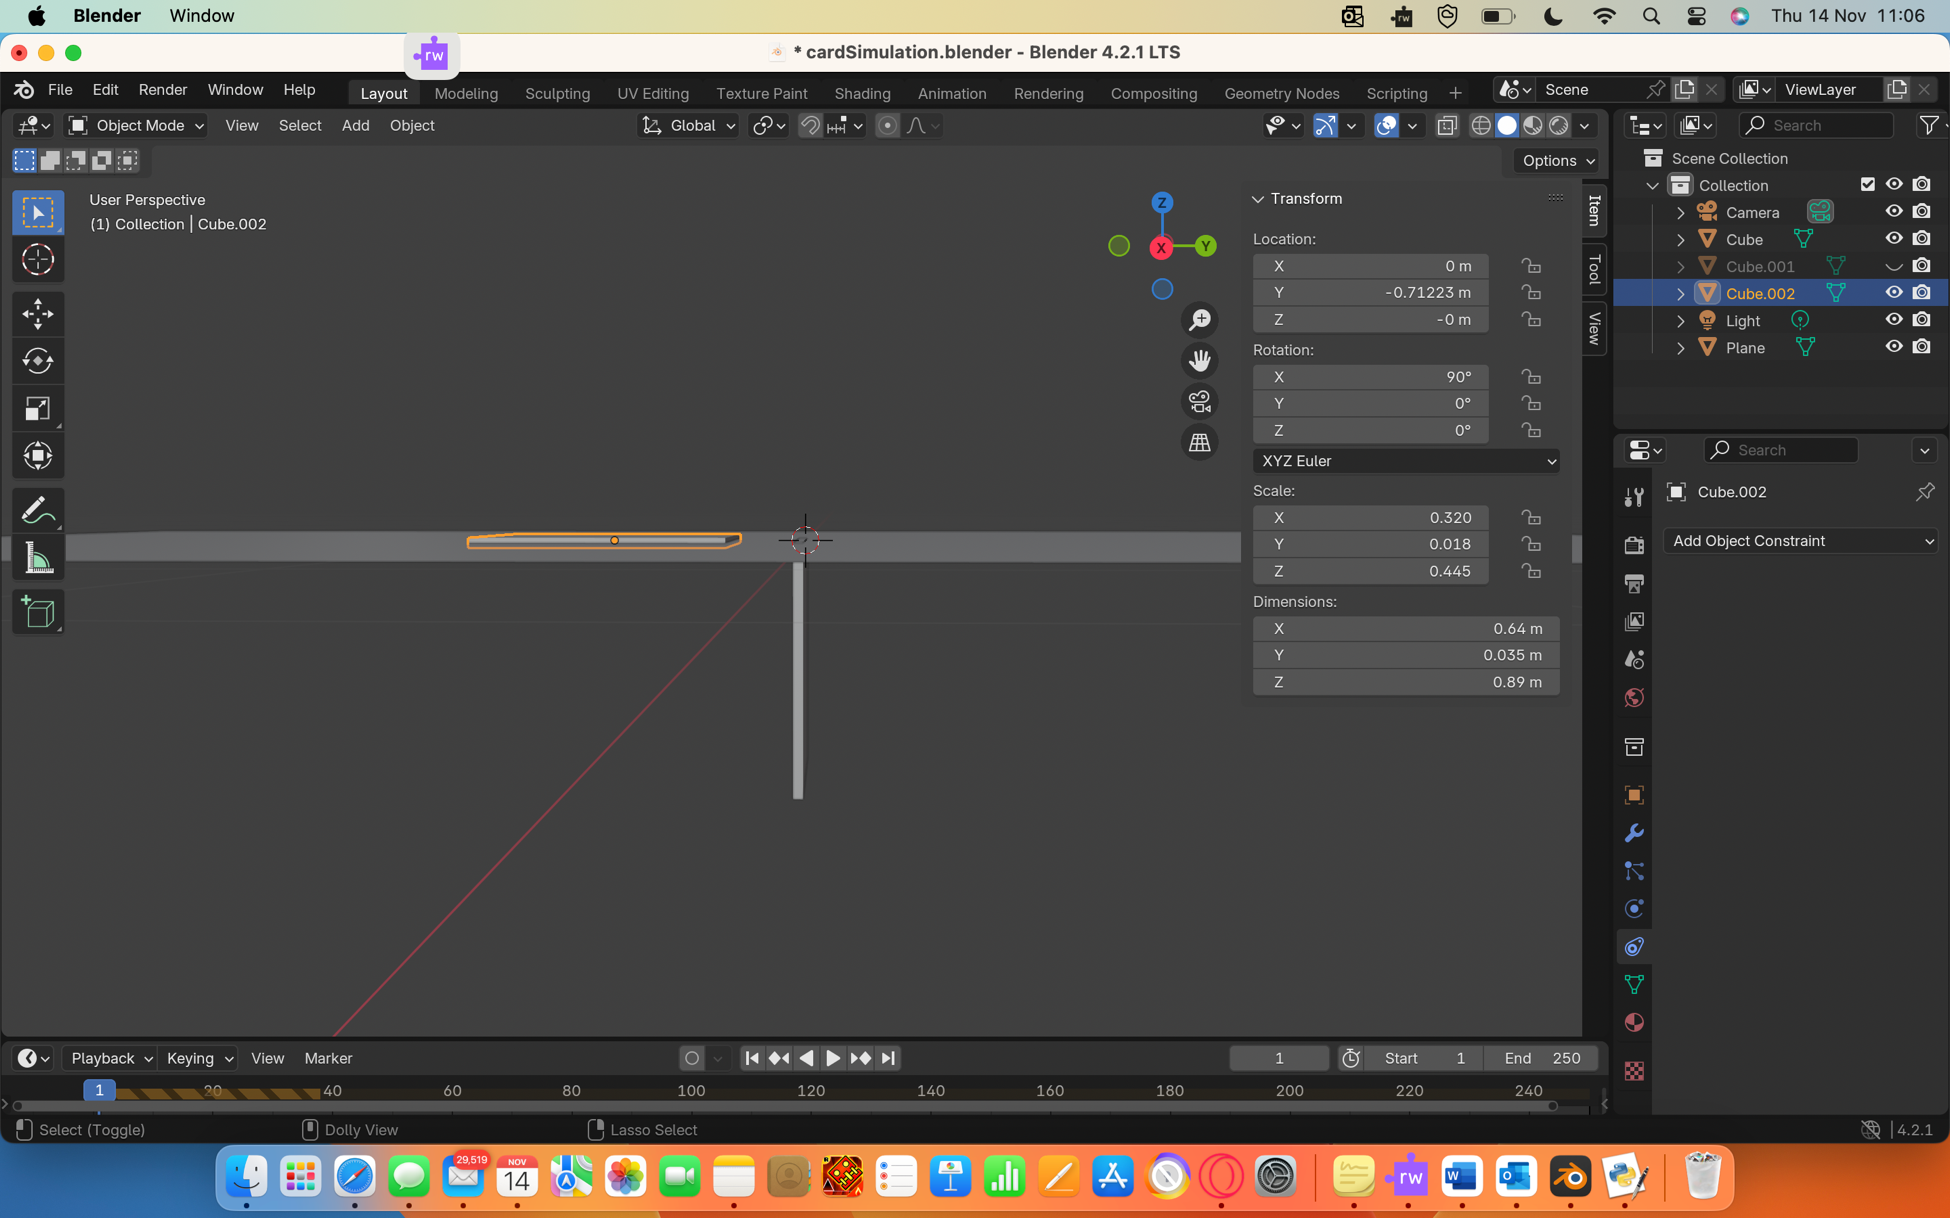 Blender Window Thu 14 Nov 11:06
rw
* cardSimulation.blender - Blender 4.2.1 LTS
File Edit Render Window Help Layout Modeling Sculpting UV Editing Texture Paint Shading Animation Rendering Compositing Geometry Nodes Scripting + Scene ViewLayer
Object Mode View Select Add Object Global Search
Options
User Perspective
(1) Collection | Cube.002
Z
X
Y
Transform
Location:
X 0 m
Y -0.71223 m
Z -0 m
Rotation:
X 90°
Y 0°
Z 0°
XYZ Euler
Scale:
X 0.320
Y 0.018
Z 0.445
Dimensions:
X 0.64 m
Y 0.035 m
Z 0.89 m
Item
Tool
View
Scene Collection
Collection
Camera
Cube
Cube.001
Cube.002
Light
Plane
Search
Cube.002
Add Object Constraint
Playback Keying View Marker 1 Start 1 End 250
1 20 40 60 80 100 120 140 160 180 200 220 240
Select (Toggle) Dolly View Lasso Select 4.2.1
29,519
NOV
14
rw
W